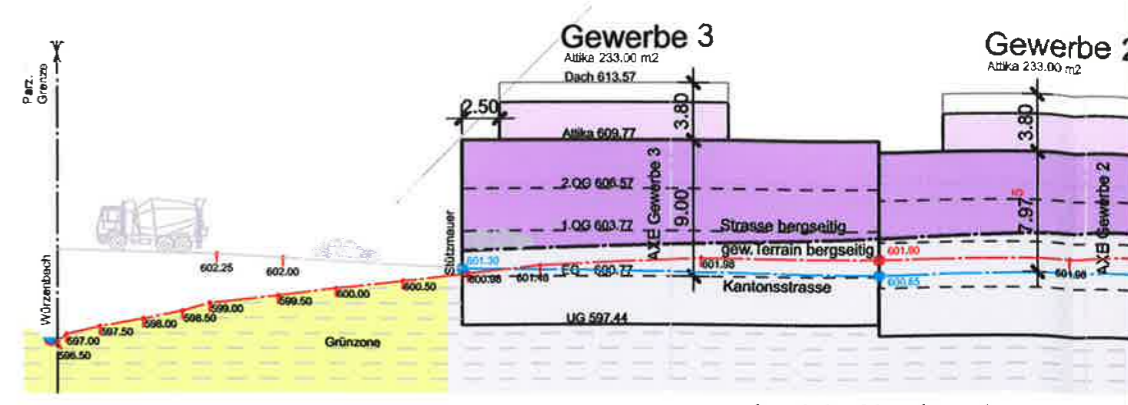 Gewerbe 3
Attika 233.00 m2
Dach 613.57
Gewerbe 2
Attika 233.00 m2
Parz.
Grenze
2.50
3.80
3.80
Attika 609.77
2.OG 606.57
1.OG 603.77
AXE Gewerbe 3
9.00
7.97
AXE Gewerbe 2
Strasse bergseitig
gew.Terrain bergseitig
Stützmauer
602.25
602.00
601.30
600.98
601.48
601.98
601.90
601.98
EG 600.77
Kantonsstrasse
600.65
Würzenbach
600.50
600.00
599.50
599.00
598.50
598.00
597.50
597.00
596.50
UG 597.44
Grünzone